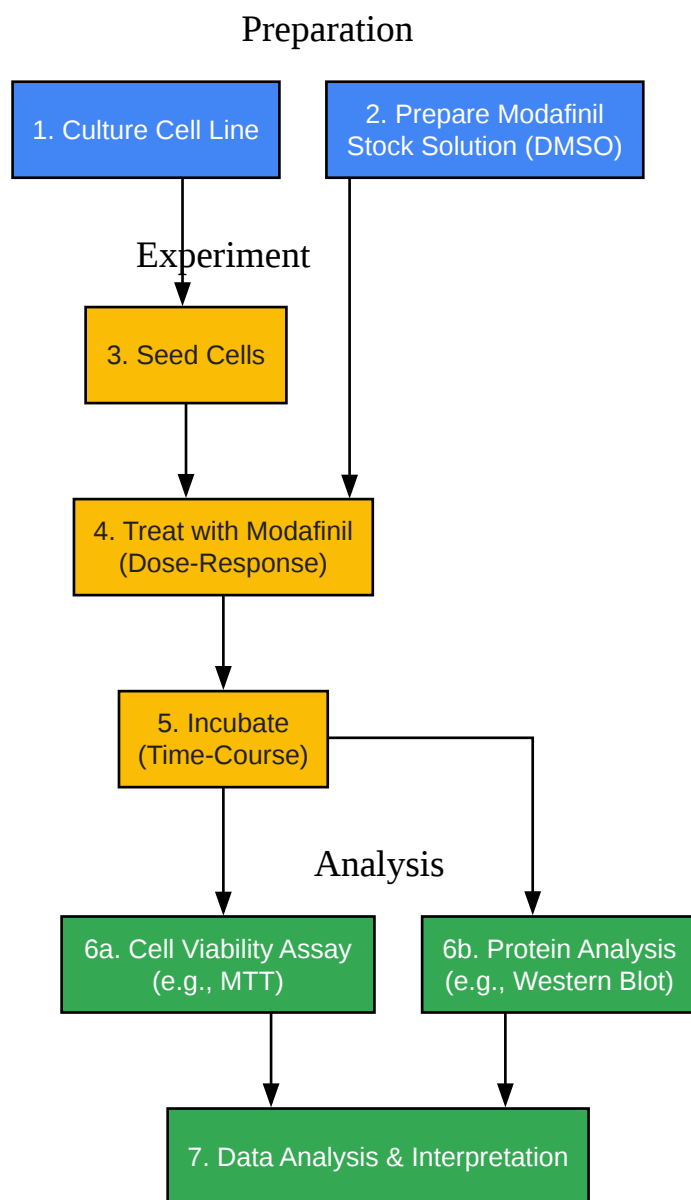 Preparation
1. Culture Cell Line
2. Prepare Modafinil
Stock Solution (DMSO)
Experiment
3. Seed Cells
4. Treat with Modafinil
(Dose-Response)
5. Incubate
(Time-Course)
Analysis
6a. Cell Viability Assay
(e.g., MTT)
6b. Protein Analysis
(e.g., Western Blot)
7. Data Analysis & Interpretation